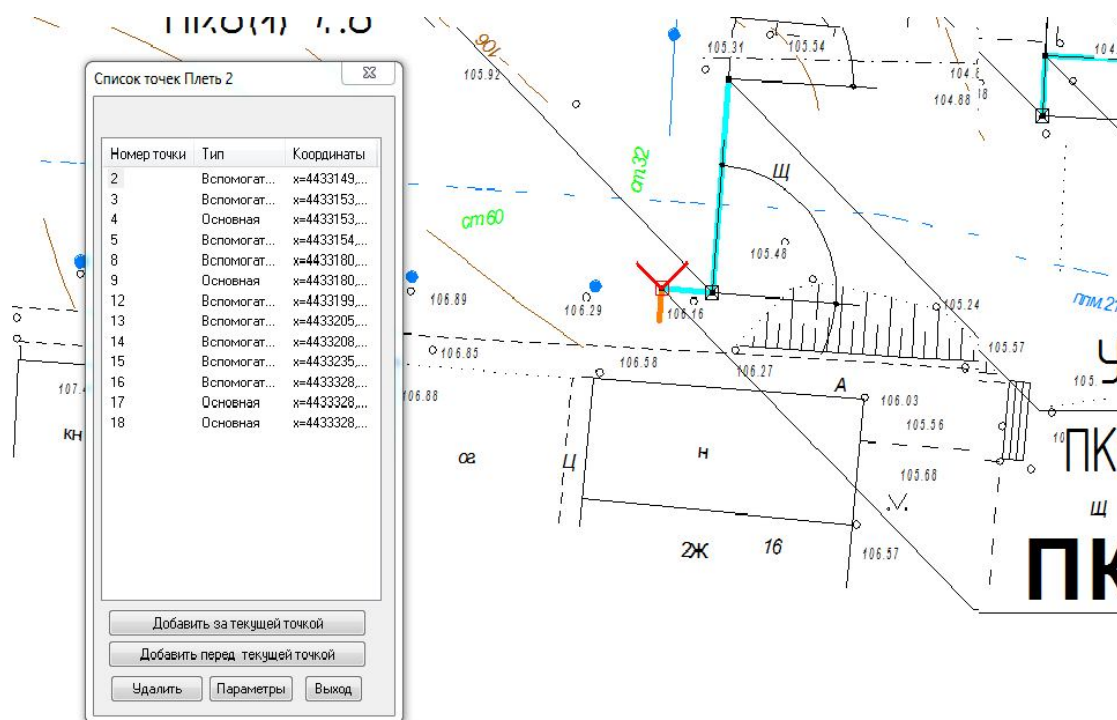 Список точек Плеть 2
Номер точки Тип Координаты
2 Вспомогат... x=4433149,...
3 Вспомогат... x=4433153,...
4 Основная x=4433153,...
5 Вспомогат... x=4433154,...
8 Вспомогат... x=4433180,...
9 Основная x=4433180,...
12 Вспомогат... x=4433199,...
13 Вспомогат... x=4433205,...
14 Вспомогат... x=4433208,...
15 Вспомогат... x=4433235,...
16 Вспомогат... x=4433328,...
17 Основная x=4433328,...
18 Основная x=4433328,...
Добавить за текущей точкой
Добавить перед текущей точкой
Удалить Параметры Выход
106
105.92
105.31
105.54
104.88
ст32
Щ
ст60
105.48
106.89
106.29
106.16
105.24
106.85
106.58
106.27
105.57
106.88
А
106.03
105.56
кн
ог.
Ц
н
105.68
ПК
Щ
2Ж
16
106.57
ПК